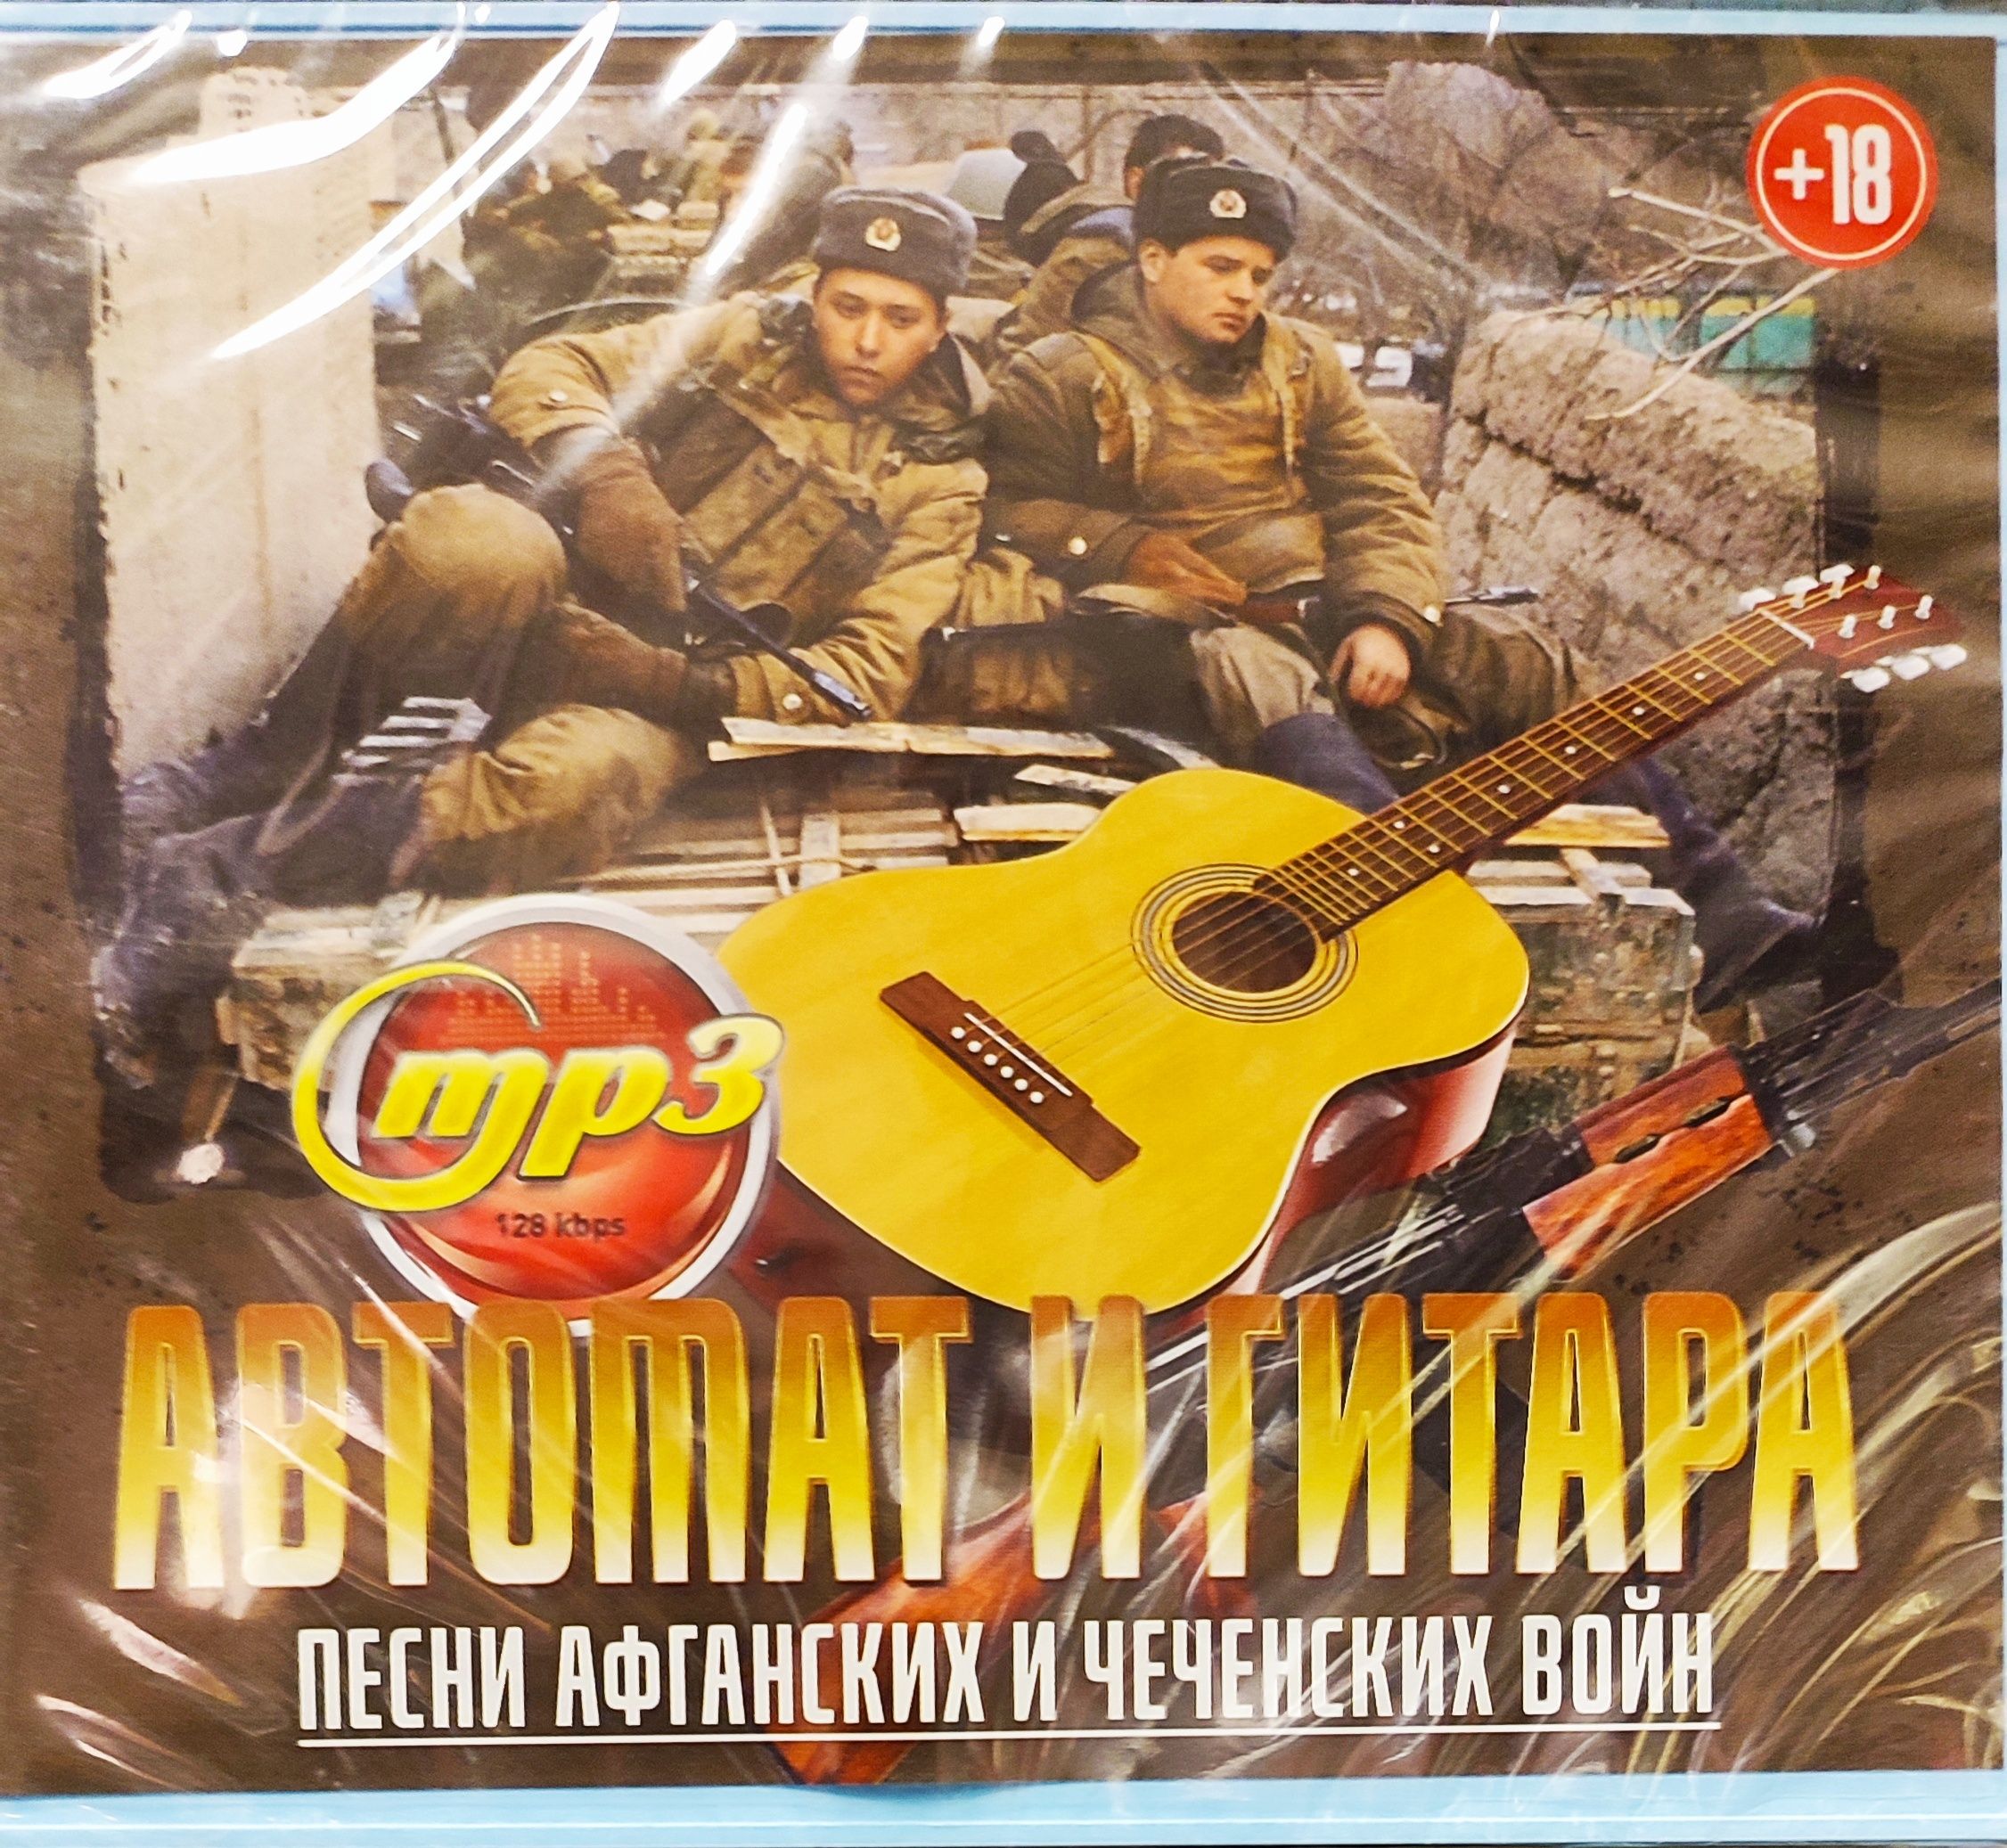 +18
mp3
128 kbps
АВТОМАТ И ГИТАРА
ПЕСНИ АФГАНСКИХ И ЧЕЧЕНСКИХ ВОЙН